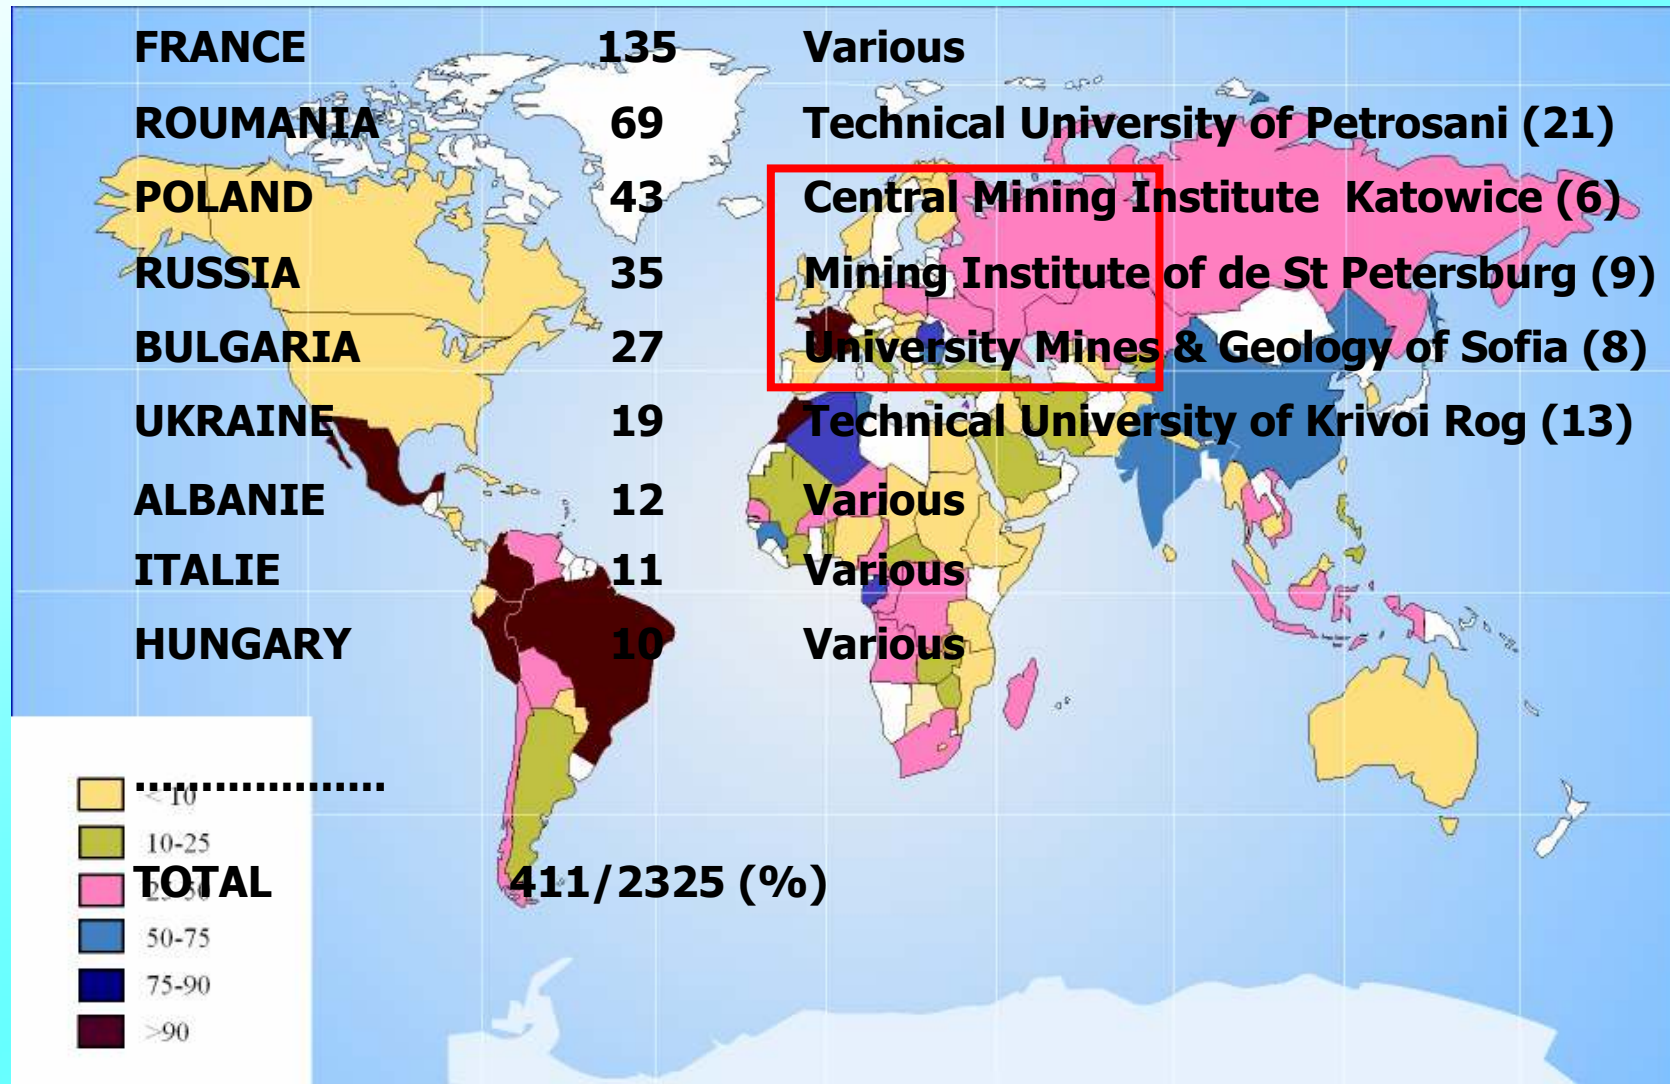 FRANCE 135 Various
ROUMANIA 69 Technical University of Petrosani (21)
POLAND 43 Central Mining Institute Katowice (6)
RUSSIA 35 Mining Institute of de St Petersburg (9)
BULGARIA 27 University Mines & Geology of Sofia (8)
UKRAINE 19 Technical University of Krivoi Rog (13)
ALBANIE 12 Various
ITALIE 11 Various
HUNGARY 10 Various
...................
< 10
10-25
TOTAL 411/2325 (%)
25-50
50-75
75-90
>90